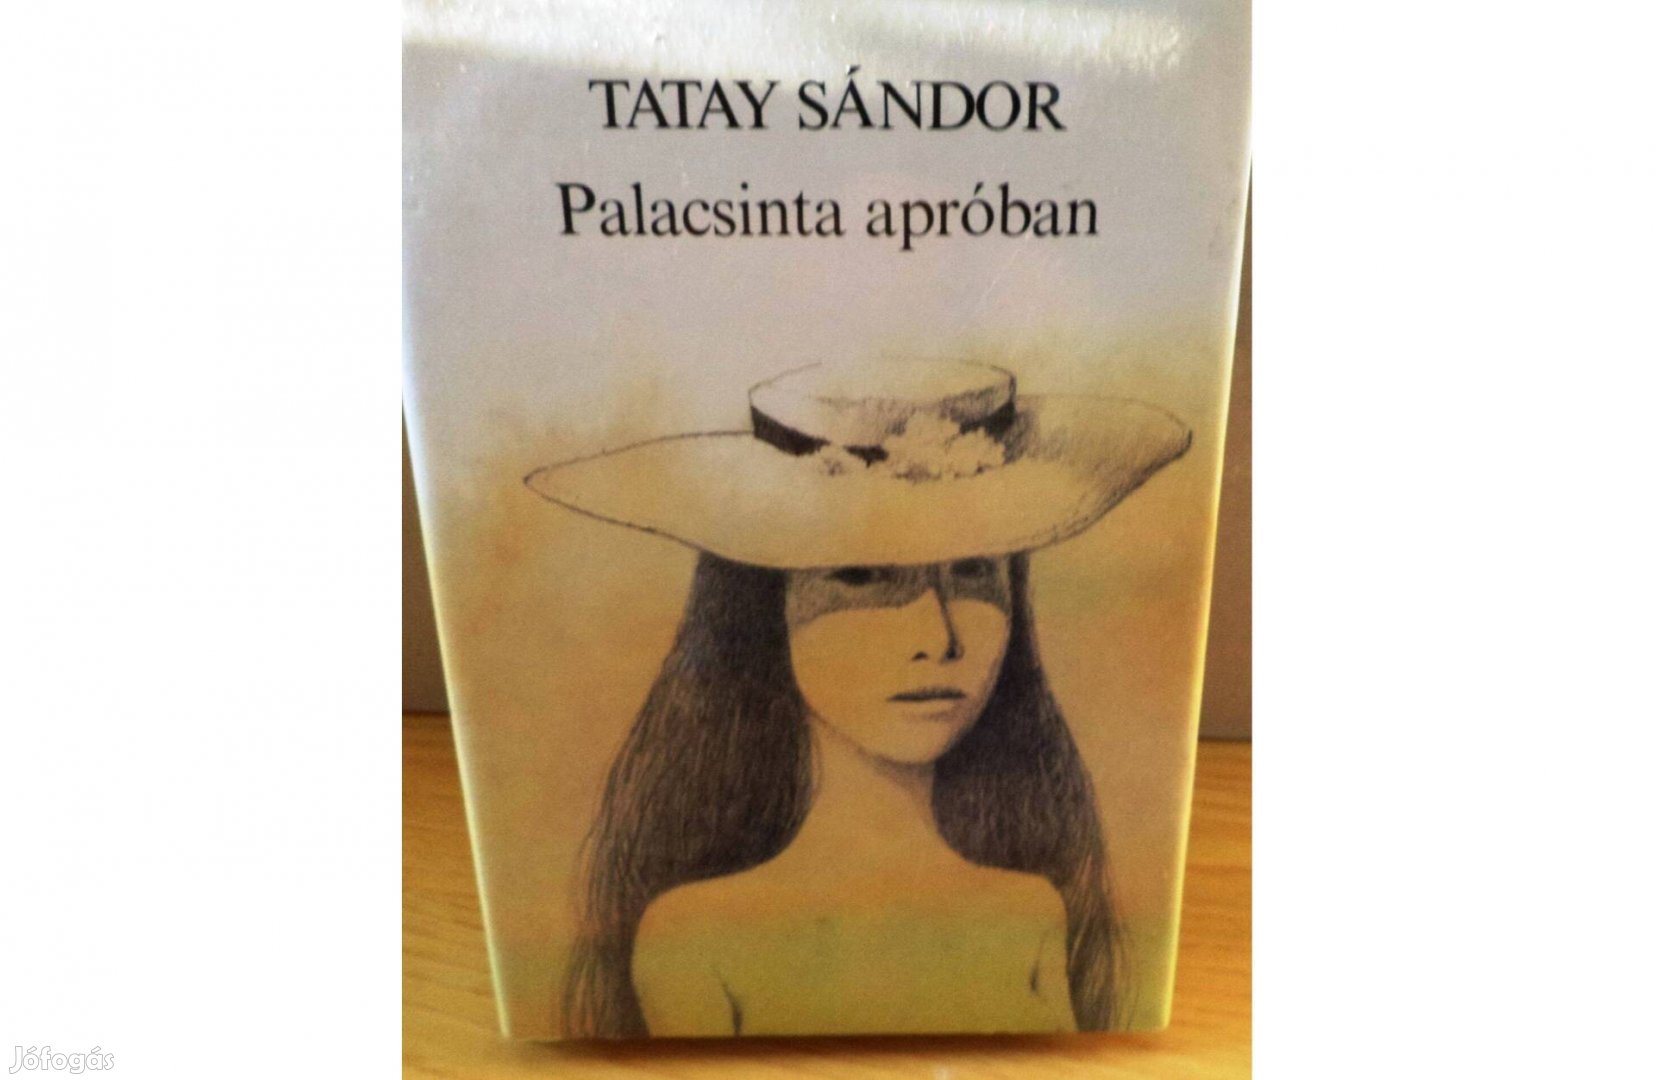 TATAY SÁNDOR
Palacsinta apróban
Jófogás